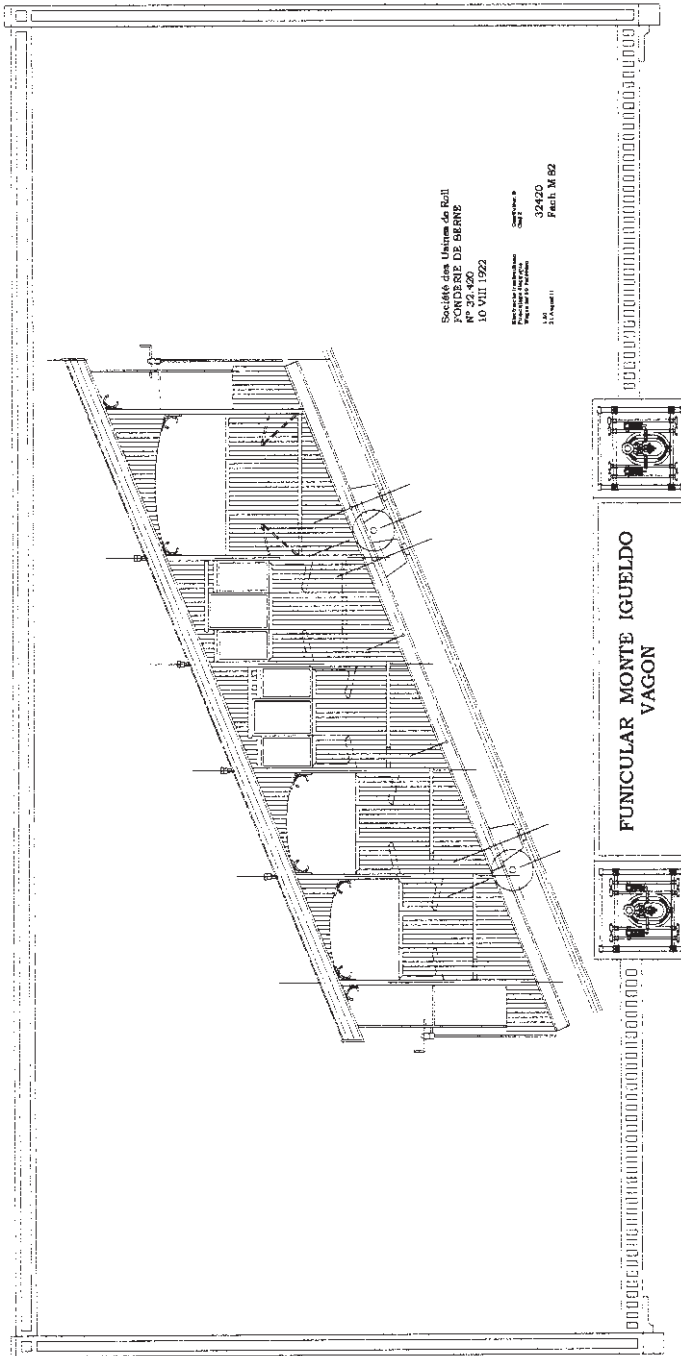 Société des Usines de Roll
FONDERIE DE BERNE
Nº 32.420
10 VIII 1922
32420
Fach M 82
FUNICULAR MONTE IGUELDO
VAGON